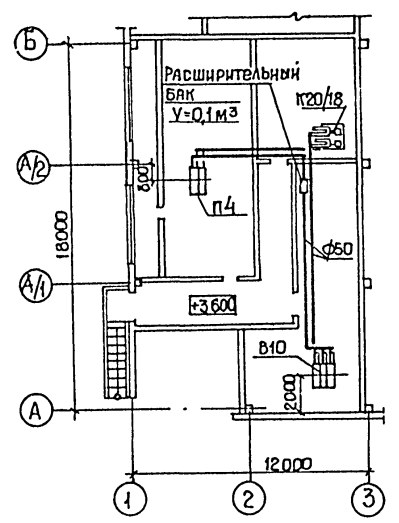 Б
РАСШИРИТЕЛЬНЫЙ
БАК
V=0,1м³
К20/18
А/2
800
П4
18000
ф50
А/1
+3.600
В10
2000
А
12000
1
2
3